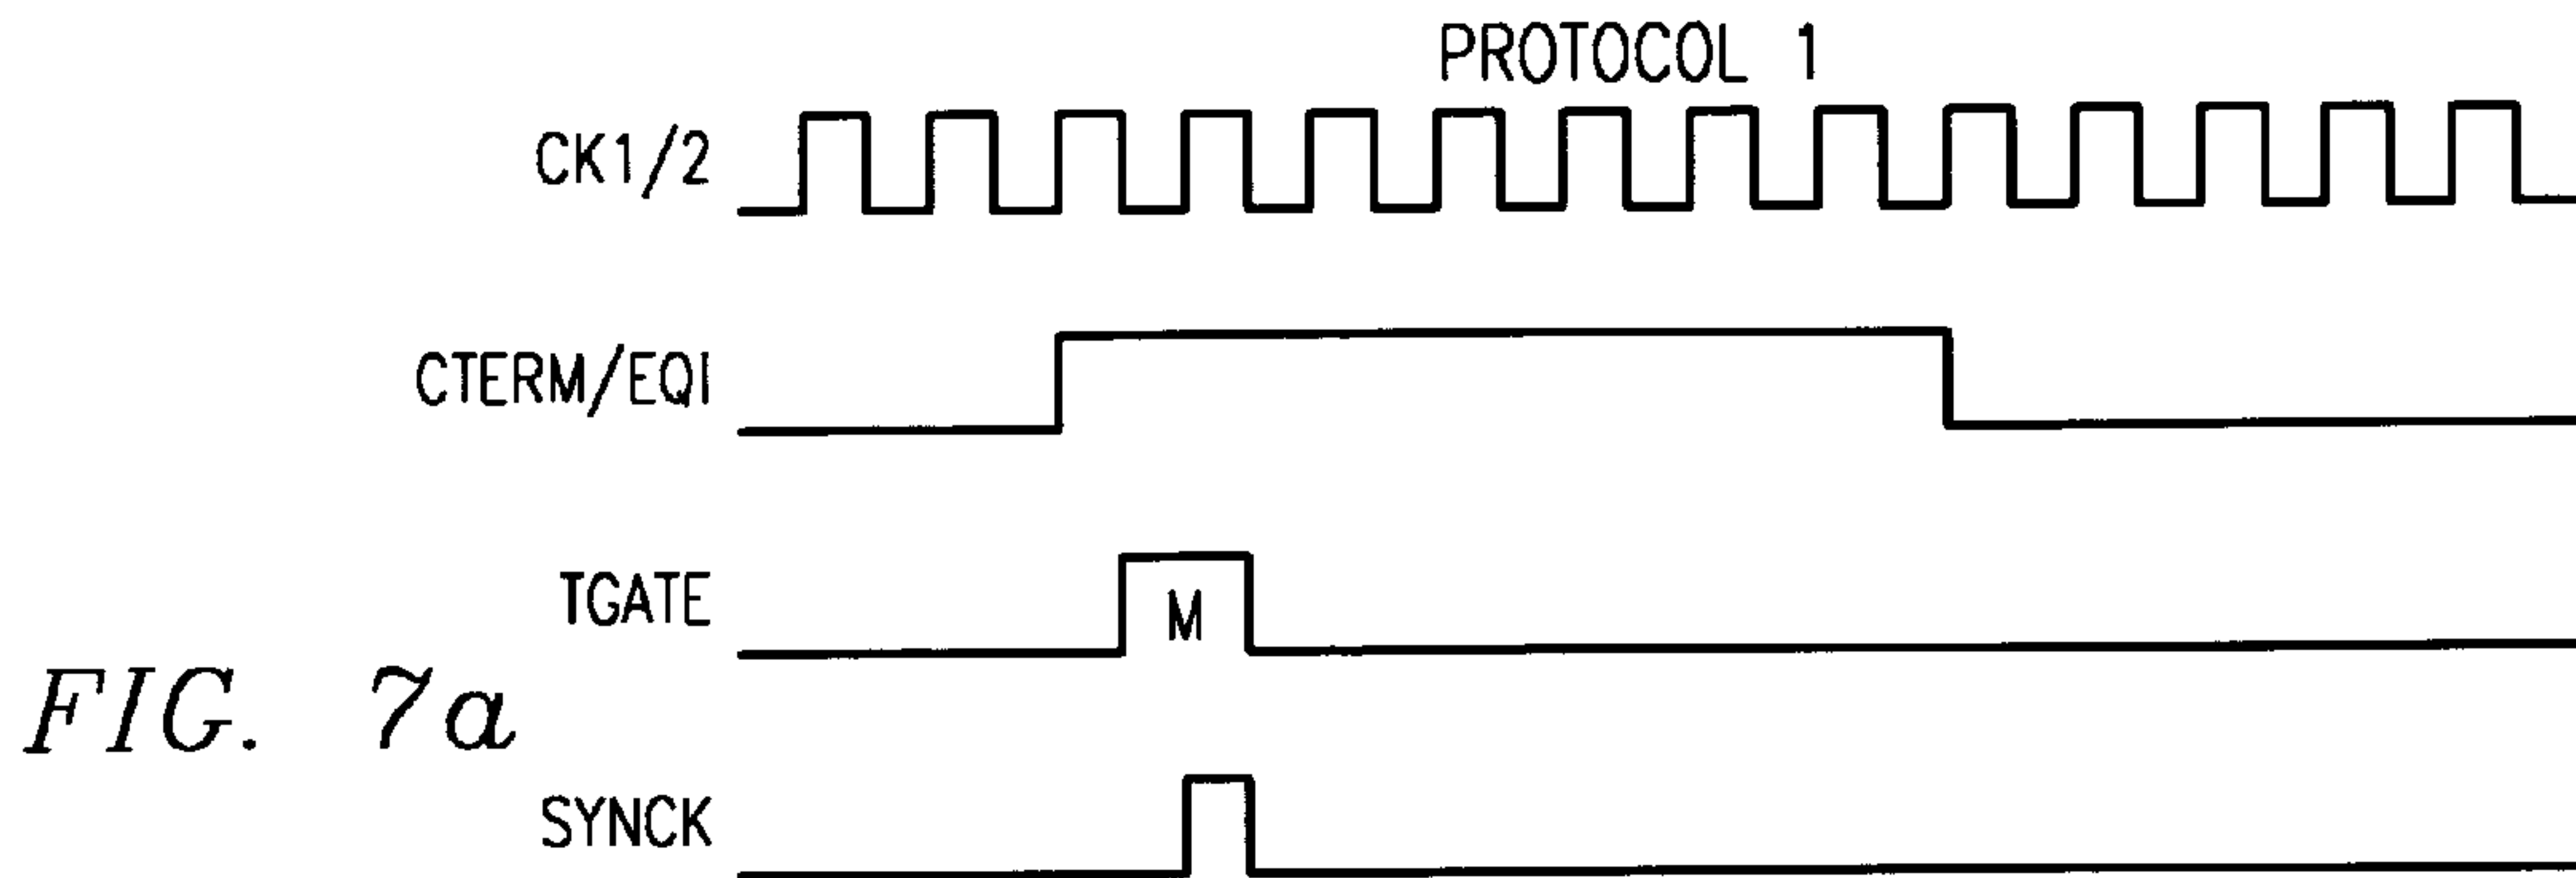 PROTOCOL 1
CK1/2
CTERM/EQI
TGATE
M
FIG. 7a
SYNCK